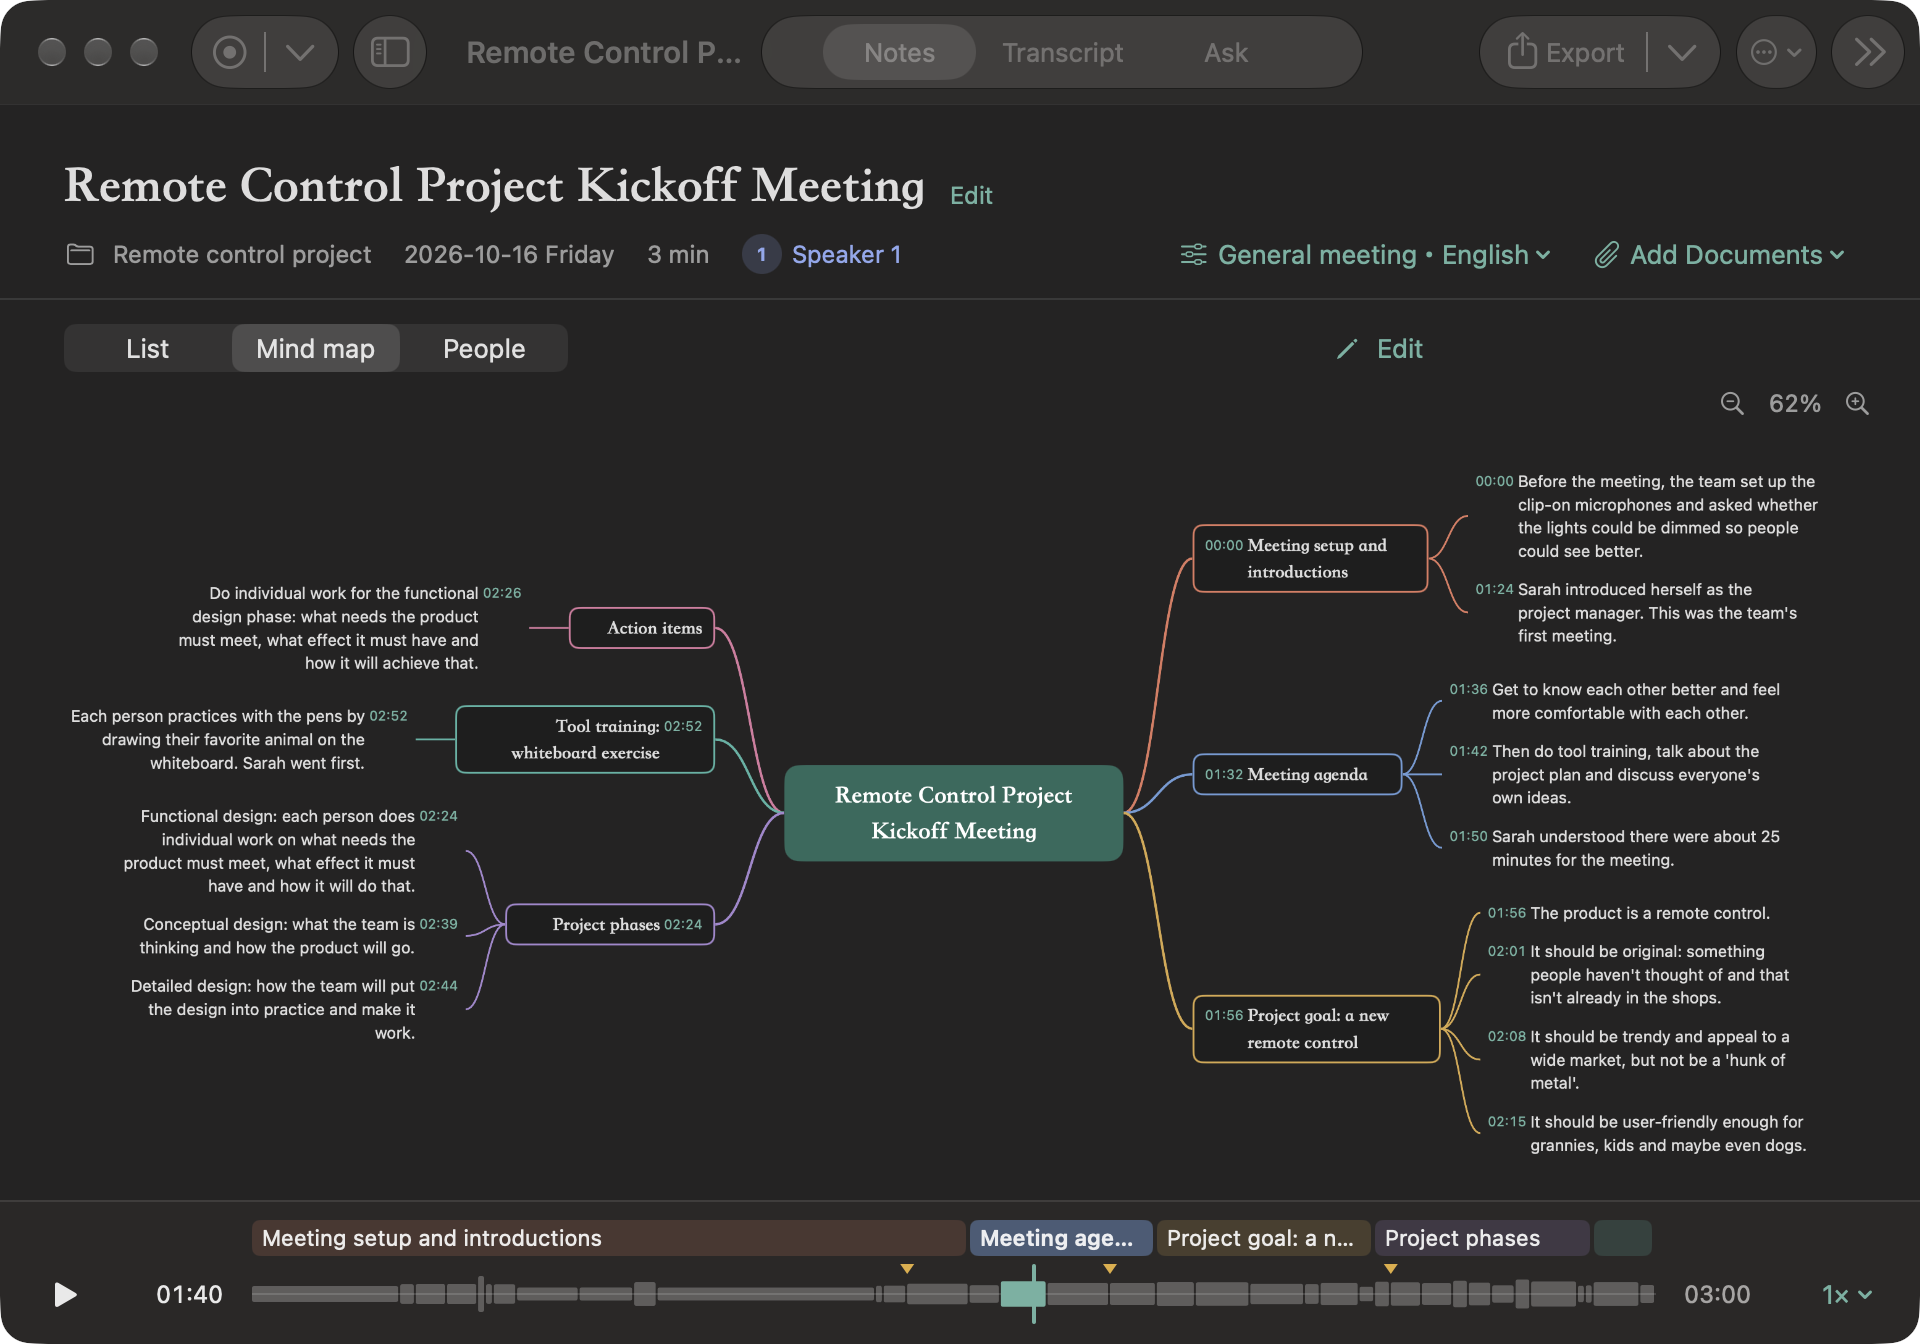 Remote Control P...
Notes
Transcript
Ask
Export
Remote Control Project Kickoff Meeting
Edit
Remote control project
2026-10-16 Friday
3 min
1
Speaker 1
General meeting • English
Add Documents
List
Mind map
People
Edit
62%
Do individual work for the functional 02:26
design phase: what needs the product
must meet, what effect it must have and
how it will achieve that.
Action items
Each person practices with the pens by 02:52
drawing their favorite animal on the
whiteboard. Sarah went first.
Tool training: 02:52
whiteboard exercise
Functional design: each person does 02:24
individual work on what needs the
product must meet, what effect it must
have and how it will do that.
Conceptual design: what the team is 02:39
thinking and how the product will go.
Detailed design: how the team will put 02:44
the design into practice and make it
work.
Project phases 02:24
Remote Control Project
Kickoff Meeting
00:00 Meeting setup and
introductions
00:00 Before the meeting, the team set up the
clip-on microphones and asked whether
the lights could be dimmed so people
could see better.
01:24 Sarah introduced herself as the
project manager. This was the team's
first meeting.
01:32 Meeting agenda
01:36 Get to know each other better and feel
more comfortable with each other.
01:42 Then do tool training, talk about the
project plan and discuss everyone's
own ideas.
01:50 Sarah understood there were about 25
minutes for the meeting.
01:56 Project goal: a new
remote control
01:56 The product is a remote control.
02:01 It should be original: something
people haven't thought of and that
isn't already in the shops.
02:08 It should be trendy and appeal to a
wide market, but not be a 'hunk of
metal'.
02:15 It should be user-friendly enough for
grannies, kids and maybe even dogs.
Meeting setup and introductions
Meeting age...
Project goal: a n...
Project phases
01:40
03:00
1×